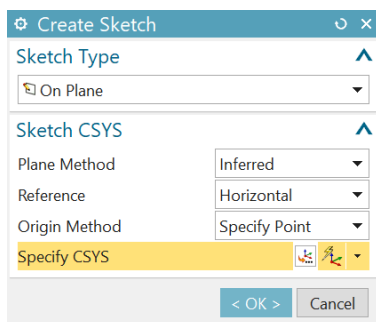 Create Sketch
Sketch Type
On Plane
Sketch CSYS
Plane Method Inferred
Reference Horizontal
Origin Method Specify Point
Specify CSYS
< OK > Cancel